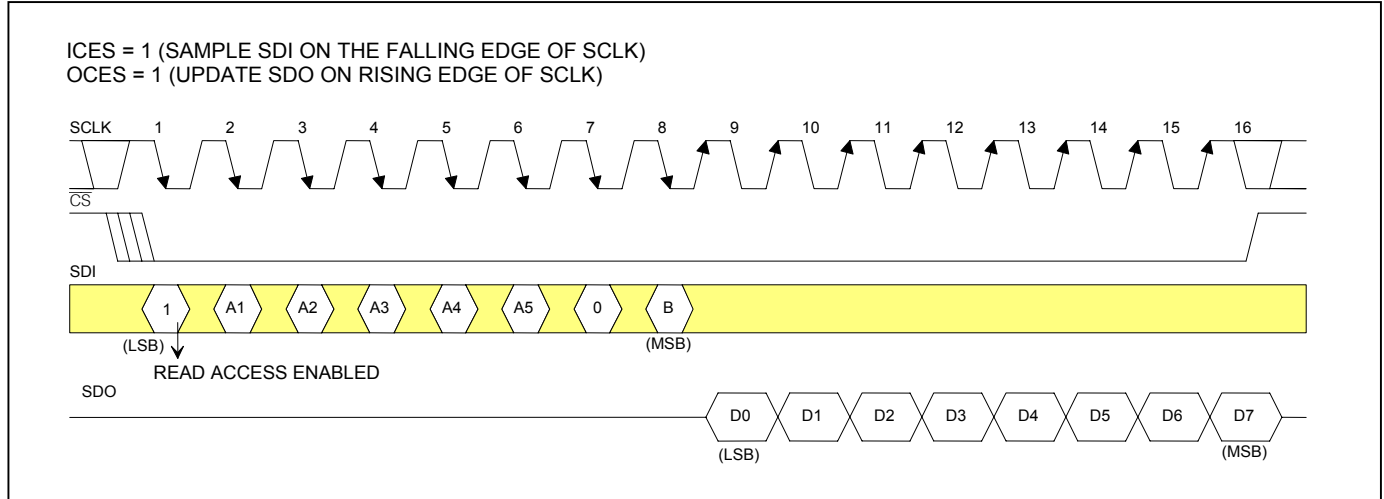 ICES = 1 (SAMPLE SDI ON THE FALLING EDGE OF SCLK)
OCES = 1 (UPDATE SDO ON RISING EDGE OF SCLK)
SCLK 1 2 3 4 5 6 7 8 9 10 11 12 13 14 15 16
CS
SDI
1 A1 A2 A3 A4 A5 0 B
(LSB) (MSB)
READ ACCESS ENABLED
SDO
D0 D1 D2 D3 D4 D5 D6 D7
(LSB) (MSB)